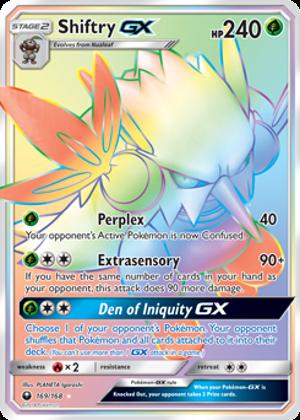 STAGE2 Shiftry GX HP240
Evolves from Nuzleaf
Perplex 40
Your opponent's Active Pokémon is now Confused.
Extrasensory 90+
If you have the same number of cards in your hand as
your opponent, this attack does 90 more damage.
Den of Iniquity GX
Choose 1 of your opponent's Pokémon. Your opponent
shuffles that Pokémon and all cards attached to it into their
deck. (You can't use more than 1 GX attack in a game.)
weakness ×2 resistance retreat
Illus. PLANETA Igarashi
Pokémon-GX rule
When your Pokémon-GX is
Knocked Out, your opponent takes 2 Prize cards.
169/168